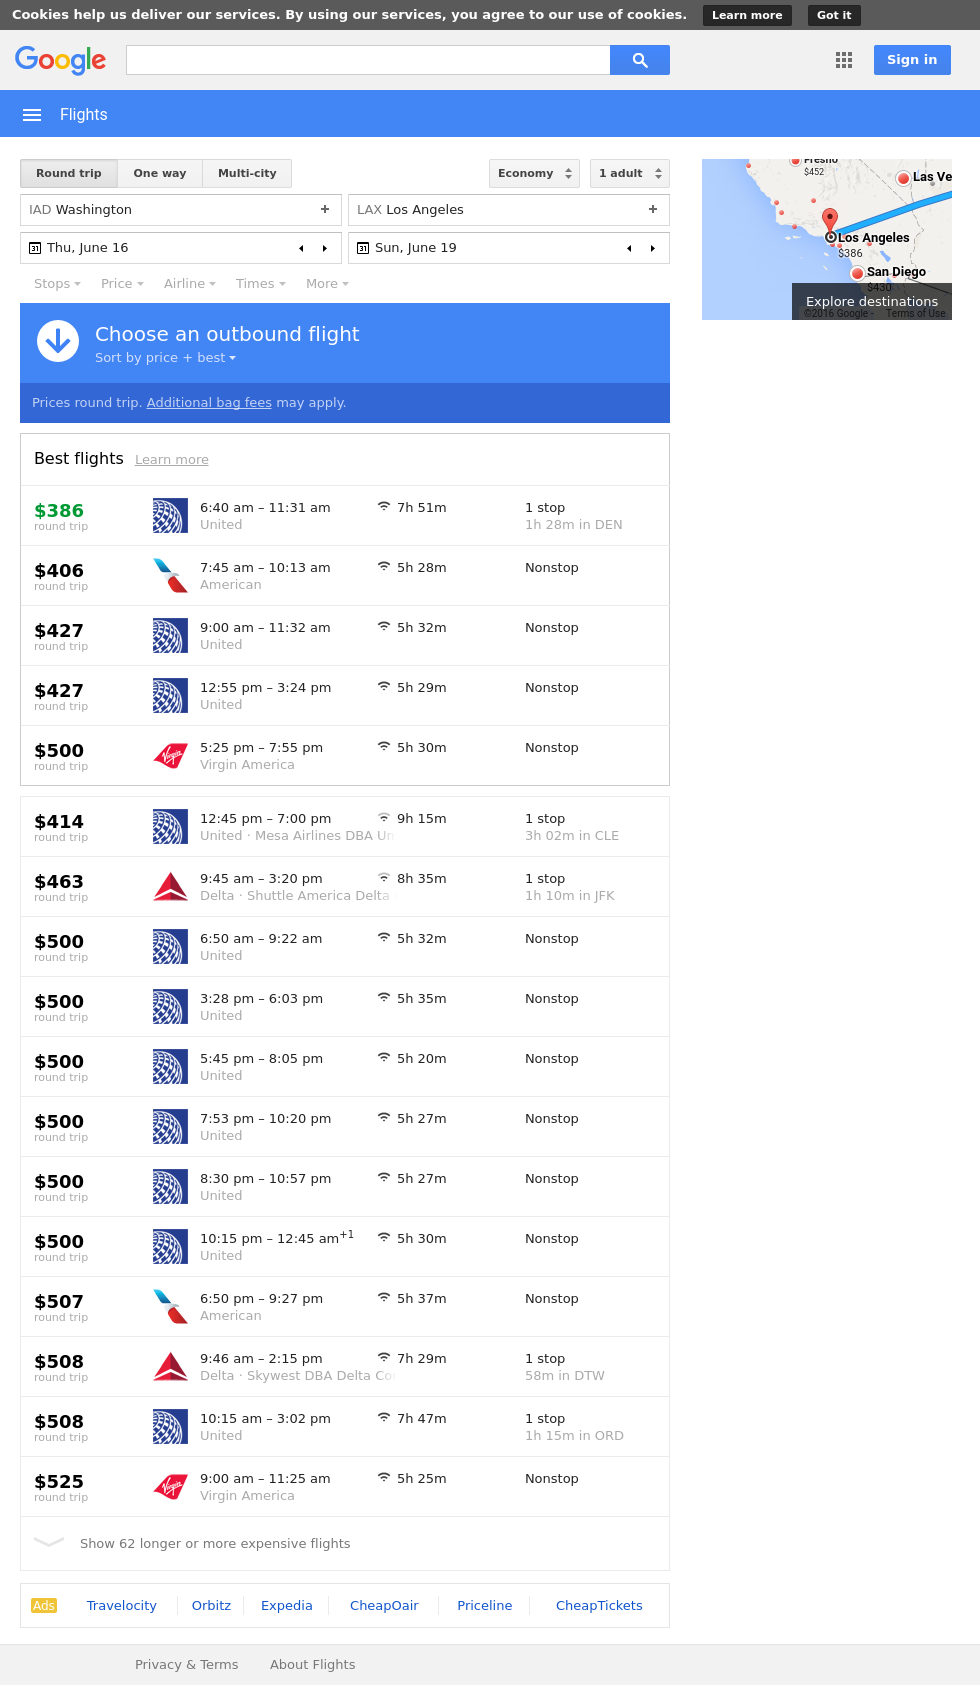 Cookies help us deliver our services. By using our services, you agree to our use of cookies. Learn more Got it
Google Sign in
Flights
Round trip One way Multi-city Economy 1 adult
IAD Washington + LAX Los Angeles +
31 Thu, June 16 31 Sun, June 19
Stops Price Airline Times More
Fresno
$452
Las Ve
Los Angeles
$386
San Diego
$430
Explore destinations
©2016 Google - Terms of Use
Choose an outbound flight
Sort by price + best
Prices round trip. Additional bag fees may apply.
Best flights Learn more
$386 6:40 am – 11:31 am 7h 51m 1 stop
round trip United 1h 28m in DEN
$406 7:45 am – 10:13 am 5h 28m Nonstop
round trip American
$427 9:00 am – 11:32 am 5h 32m Nonstop
round trip United
$427 12:55 pm – 3:24 pm 5h 29m Nonstop
round trip United
$500 Virgin 5:25 pm – 7:55 pm 5h 30m Nonstop
round trip Virgin America
$414 12:45 pm – 7:00 pm 9h 15m 1 stop
round trip United · Mesa Airlines DBA Un 3h 02m in CLE
$463 9:45 am – 3:20 pm 8h 35m 1 stop
round trip Delta · Shuttle America Delta 1h 10m in JFK
$500 6:50 am – 9:22 am 5h 32m Nonstop
round trip United
$500 3:28 pm – 6:03 pm 5h 35m Nonstop
round trip United
$500 5:45 pm – 8:05 pm 5h 20m Nonstop
round trip United
$500 7:53 pm – 10:20 pm 5h 27m Nonstop
round trip United
$500 8:30 pm – 10:57 pm 5h 27m Nonstop
round trip United
$500 10:15 pm – 12:45 am+1 5h 30m Nonstop
round trip United
$507 6:50 pm – 9:27 pm 5h 37m Nonstop
round trip American
$508 9:46 am – 2:15 pm 7h 29m 1 stop
round trip Delta · Skywest DBA Delta Co 58m in DTW
$508 10:15 am – 3:02 pm 7h 47m 1 stop
round trip United 1h 15m in ORD
$525 Virgin 9:00 am – 11:25 am 5h 25m Nonstop
round trip Virgin America
Show 62 longer or more expensive flights
Ads Travelocity Orbitz Expedia CheapOair Priceline CheapTickets
Privacy & Terms About Flights